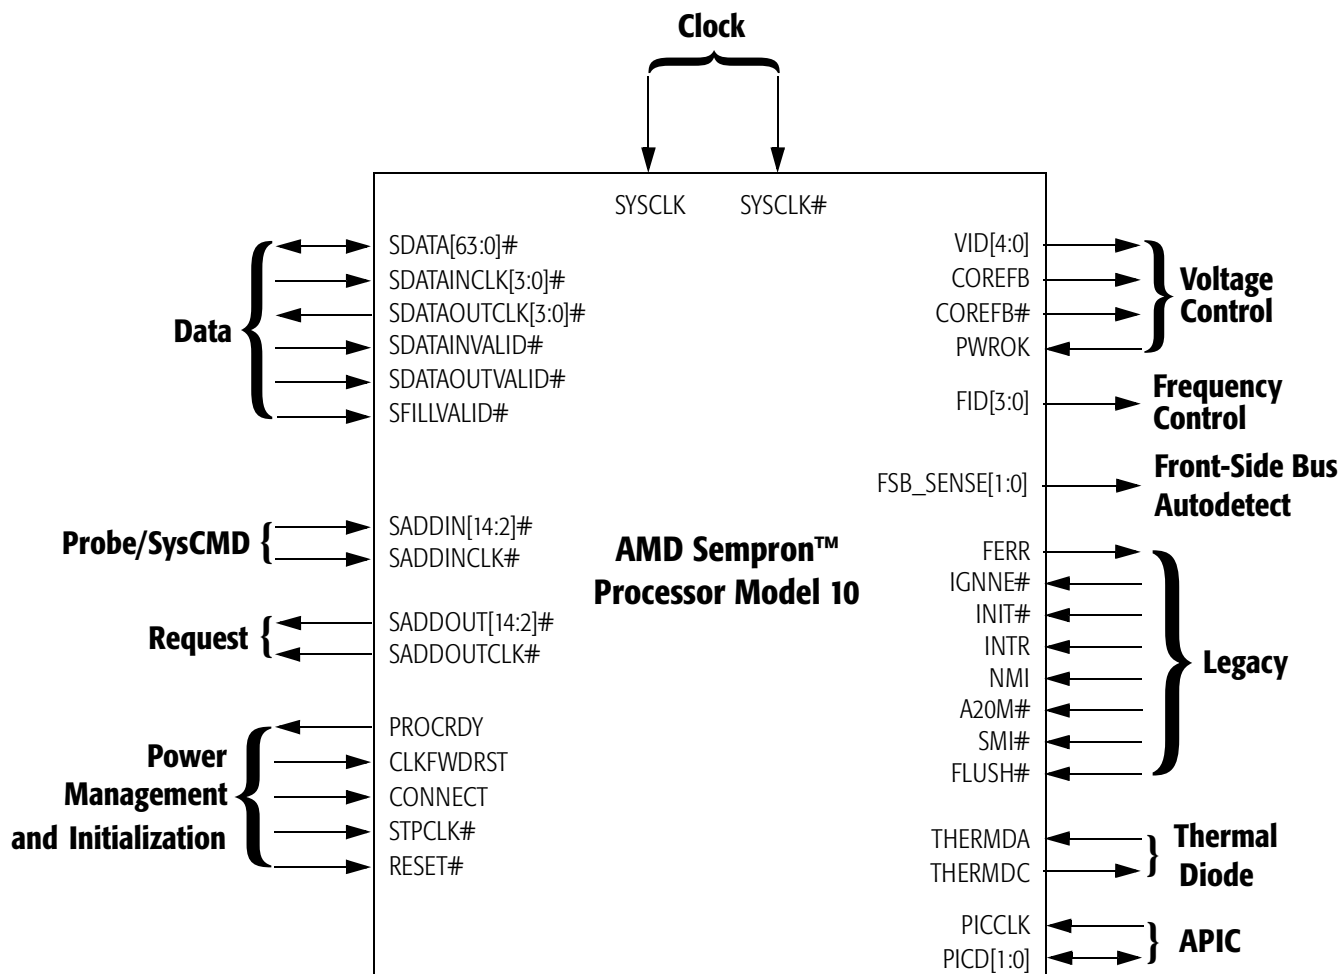 Clock
SYSCLK SYSCLK#
Data
SDATA[63:0]#
SDATAINCLK[3:0]#
SDATAOUTCLK[3:0]#
SDATAINVALID#
SDATAOUTVALID#
SFILLVALID#
Probe/SysCMD
SADDIN[14:2]#
SADDINCLK#
Request
SADDOUT[14:2]#
SADDOUTCLK#
Power
Management
and Initialization
PROCRDY
CLKFWDRST
CONNECT
STPCLK#
RESET#
AMD Sempron™
Processor Model 10
VID[4:0]
COREFB
COREFB#
PWROK
Voltage
Control
FID[3:0]
Frequency
Control
FSB_SENSE[1:0]
Front-Side Bus
Autodetect
FERR
IGNNE#
INIT#
INTR
NMI
A20M#
SMI#
FLUSH#
Legacy
THERMDA
THERMDC
Thermal
Diode
PICCLK
PICD[1:0]
APIC